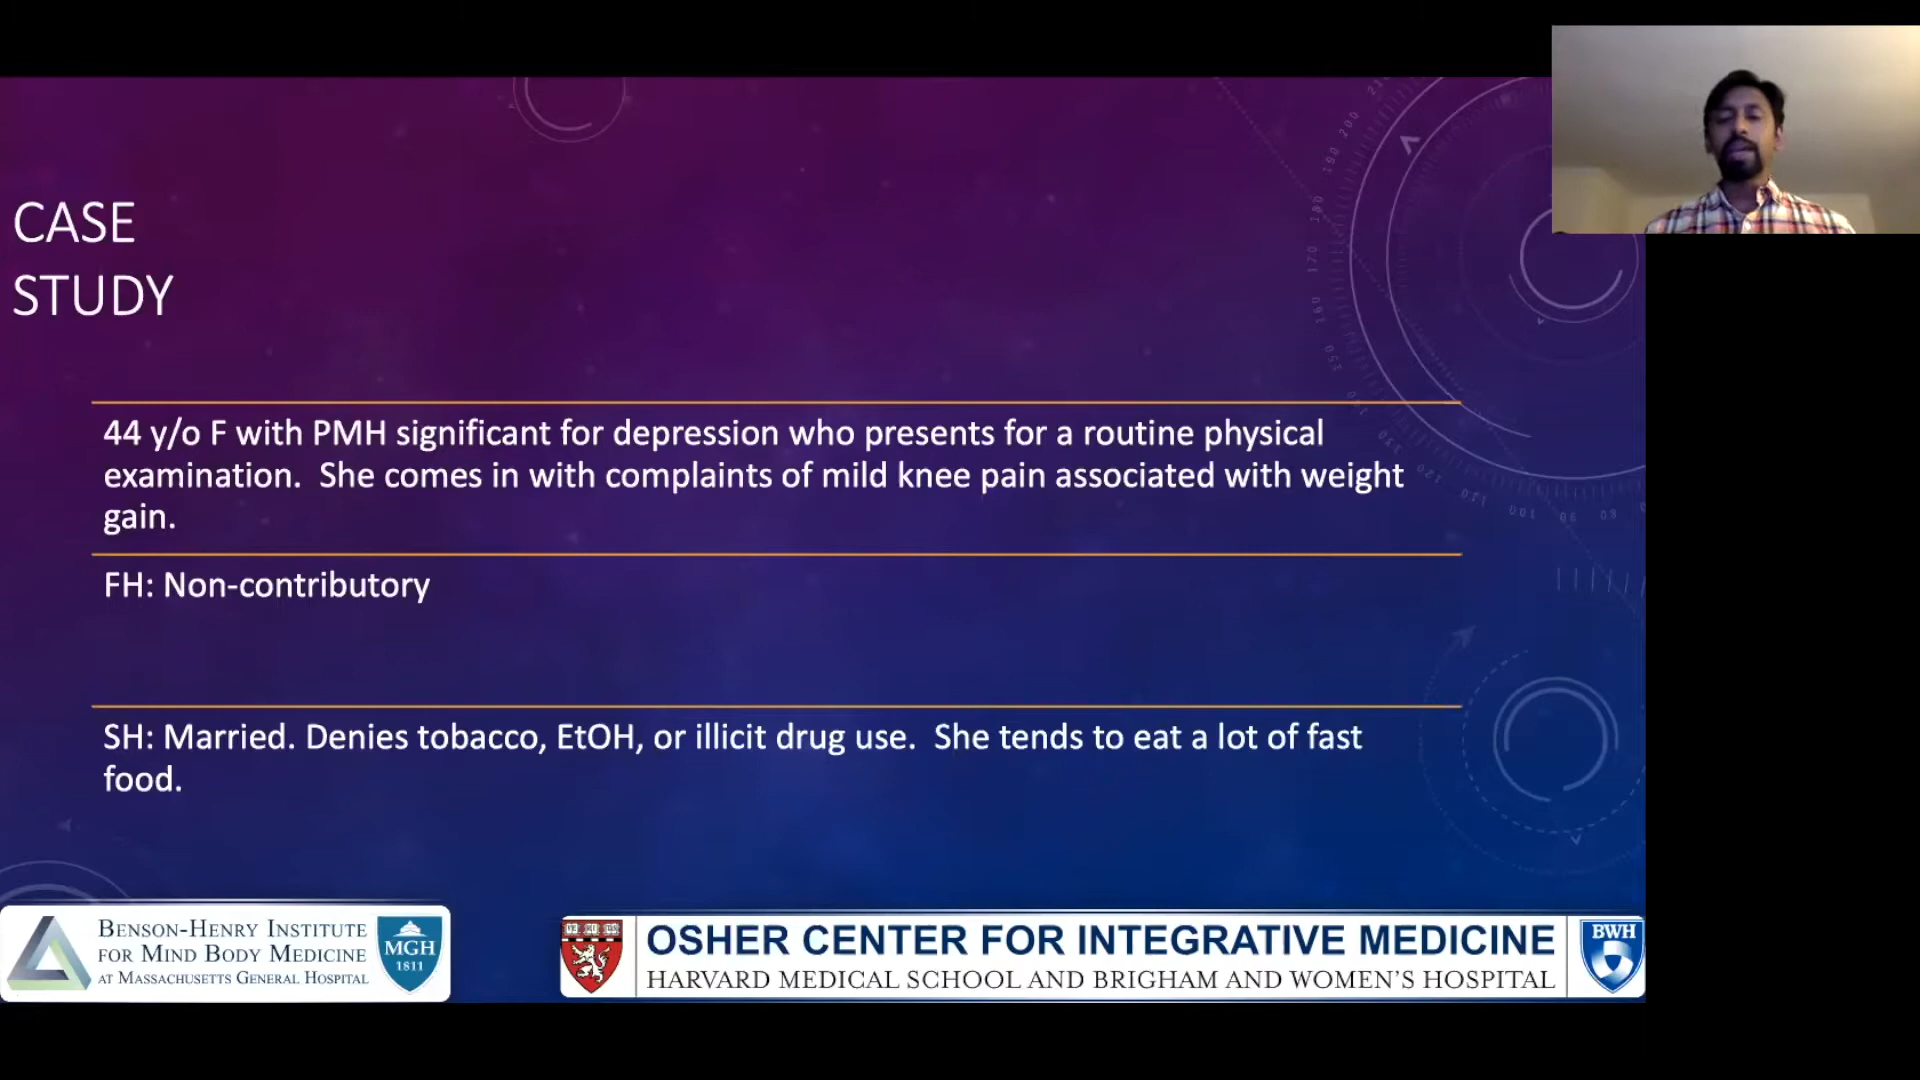 CASE
STUDY
44 y/o F with PMH significant for depression who presents for a routine physical
examination.  She comes in with complaints of mild knee pain associated with weight
gain.
FH: Non-contributory
SH: Married. Denies tobacco, EtOH, or illicit drug use.  She tends to eat a lot of fast
food.
BENSON-HENRY INSTITUTE
FOR MIND BODY MEDICINE
AT MASSACHUSETTS GENERAL HOSPITAL
MGH
1811
OSHER CENTER FOR INTEGRATIVE MEDICINE
HARVARD MEDICAL SCHOOL AND BRIGHAM AND WOMEN'S HOSPITAL
BWH